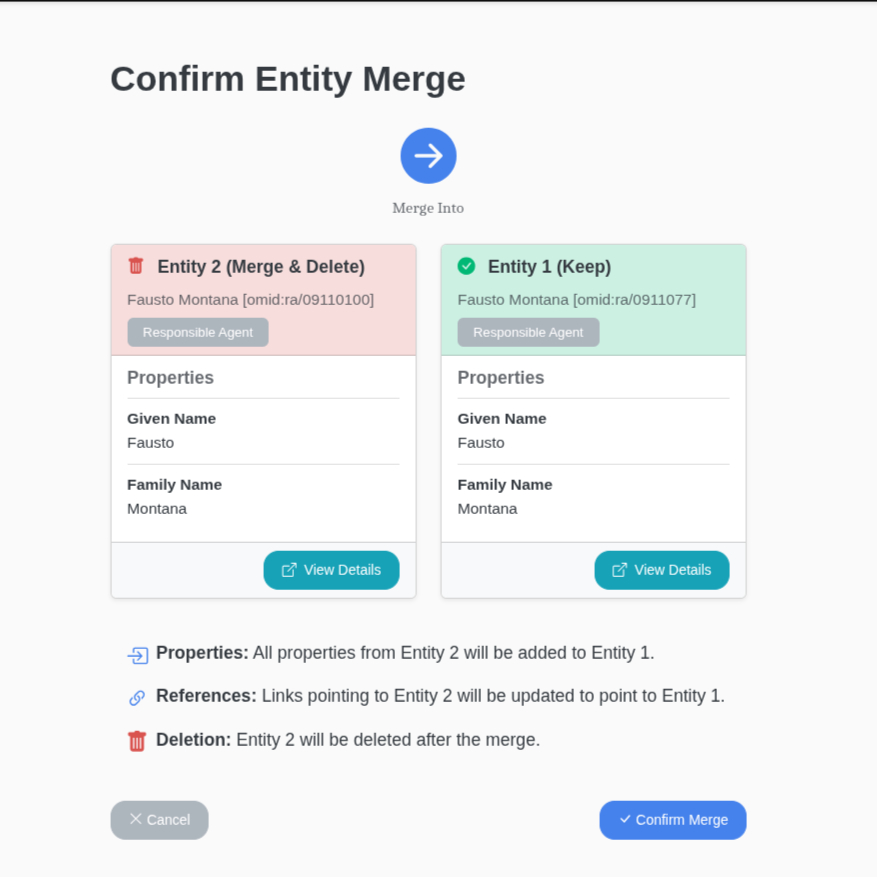 Confirm Entity Merge
Merge Into
Entity 2 (Merge & Delete)
Fausto Montana [omid:ra/09110100]
Responsible Agent
Properties
Given Name
Fausto
Family Name
Montana
View Details
Entity 1 (Keep)
Fausto Montana [omid:ra/0911077]
Responsible Agent
Properties
Given Name
Fausto
Family Name
Montana
View Details
Properties: All properties from Entity 2 will be added to Entity 1.
References: Links pointing to Entity 2 will be updated to point to Entity 1.
Deletion: Entity 2 will be deleted after the merge.
Cancel
Confirm Merge